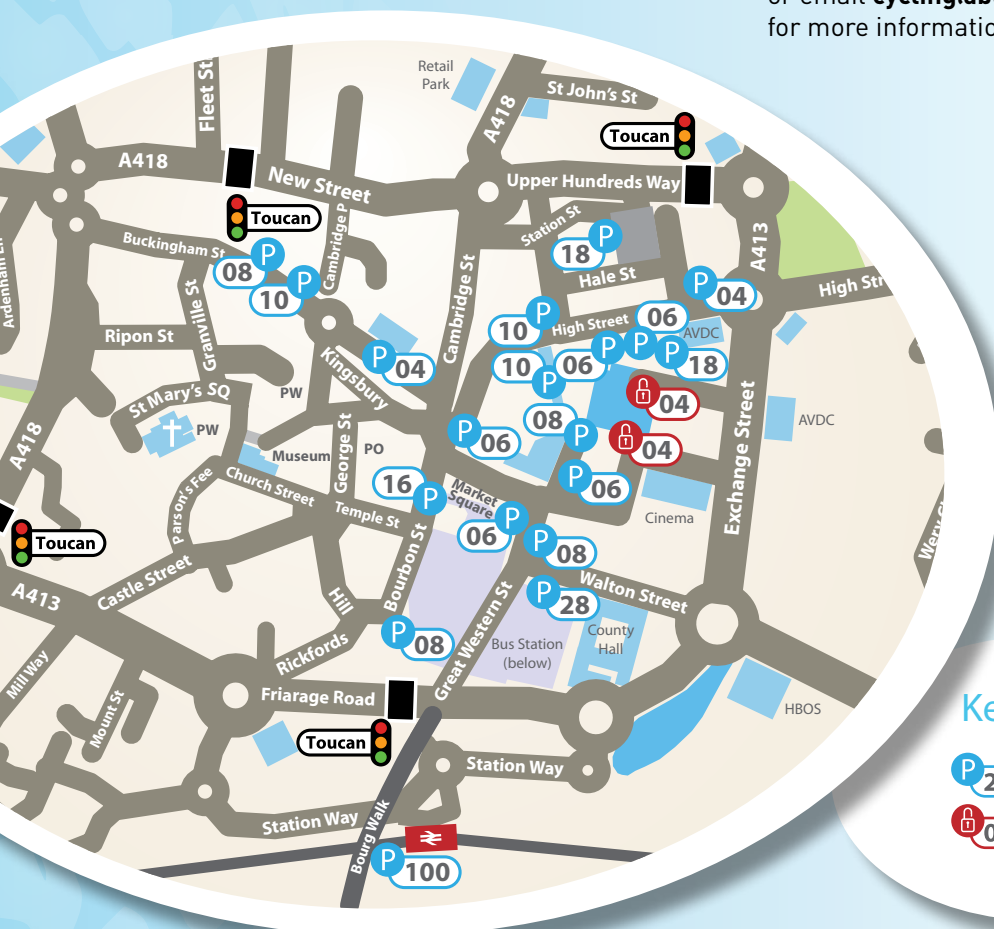 for more informatio
Retail
Park
St John's St
A418
Fleet St
Toucan
A418
New Street
Upper Hundreds Way
Toucan
Station St
Buckingham St
P
08
P
10
Cambridge P
P
18
Hale St
A413
High Str
P
04
Ardenham Ln
Granville St
Ripon St
Cambridge St
P
10
High Street
06
P
AVDC
P
06
P
18
10
P
Kingsbury
P
04
04
St Mary's SQ
PW
PW
08
P
04
AVDC
A418
Museum
George St
PO
P
06
Exchange Street
Parson's Fee
Church Street
16
P
Market
Square
P
06
Cinema
Temple St
06
P
P
08
Toucan
Castle Street
Bourbon St
Walton Street
P
28
A413
Hill
Rickfords
P
08
Great Western St
Bus Station
(below)
County
Hall
Mill Way
Mount St
Friarage Road
HBOS
Toucan
Station Way
Station Way
Bourg Walk
P
100
Ke
P
2
0